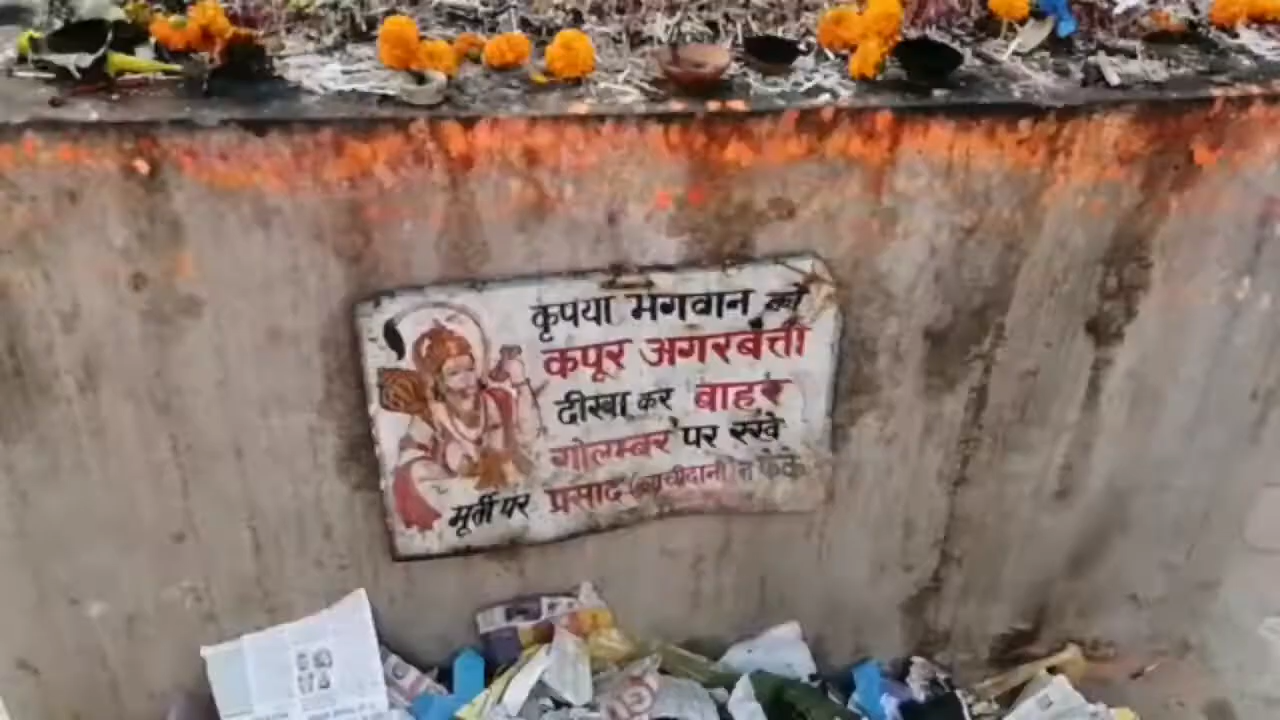 कृपया भगवान को
कपूर अगरबत्ती
दीखा कर बाहर
गोलम्बर पर रखे
मूर्ती पर प्रसाद न फेके